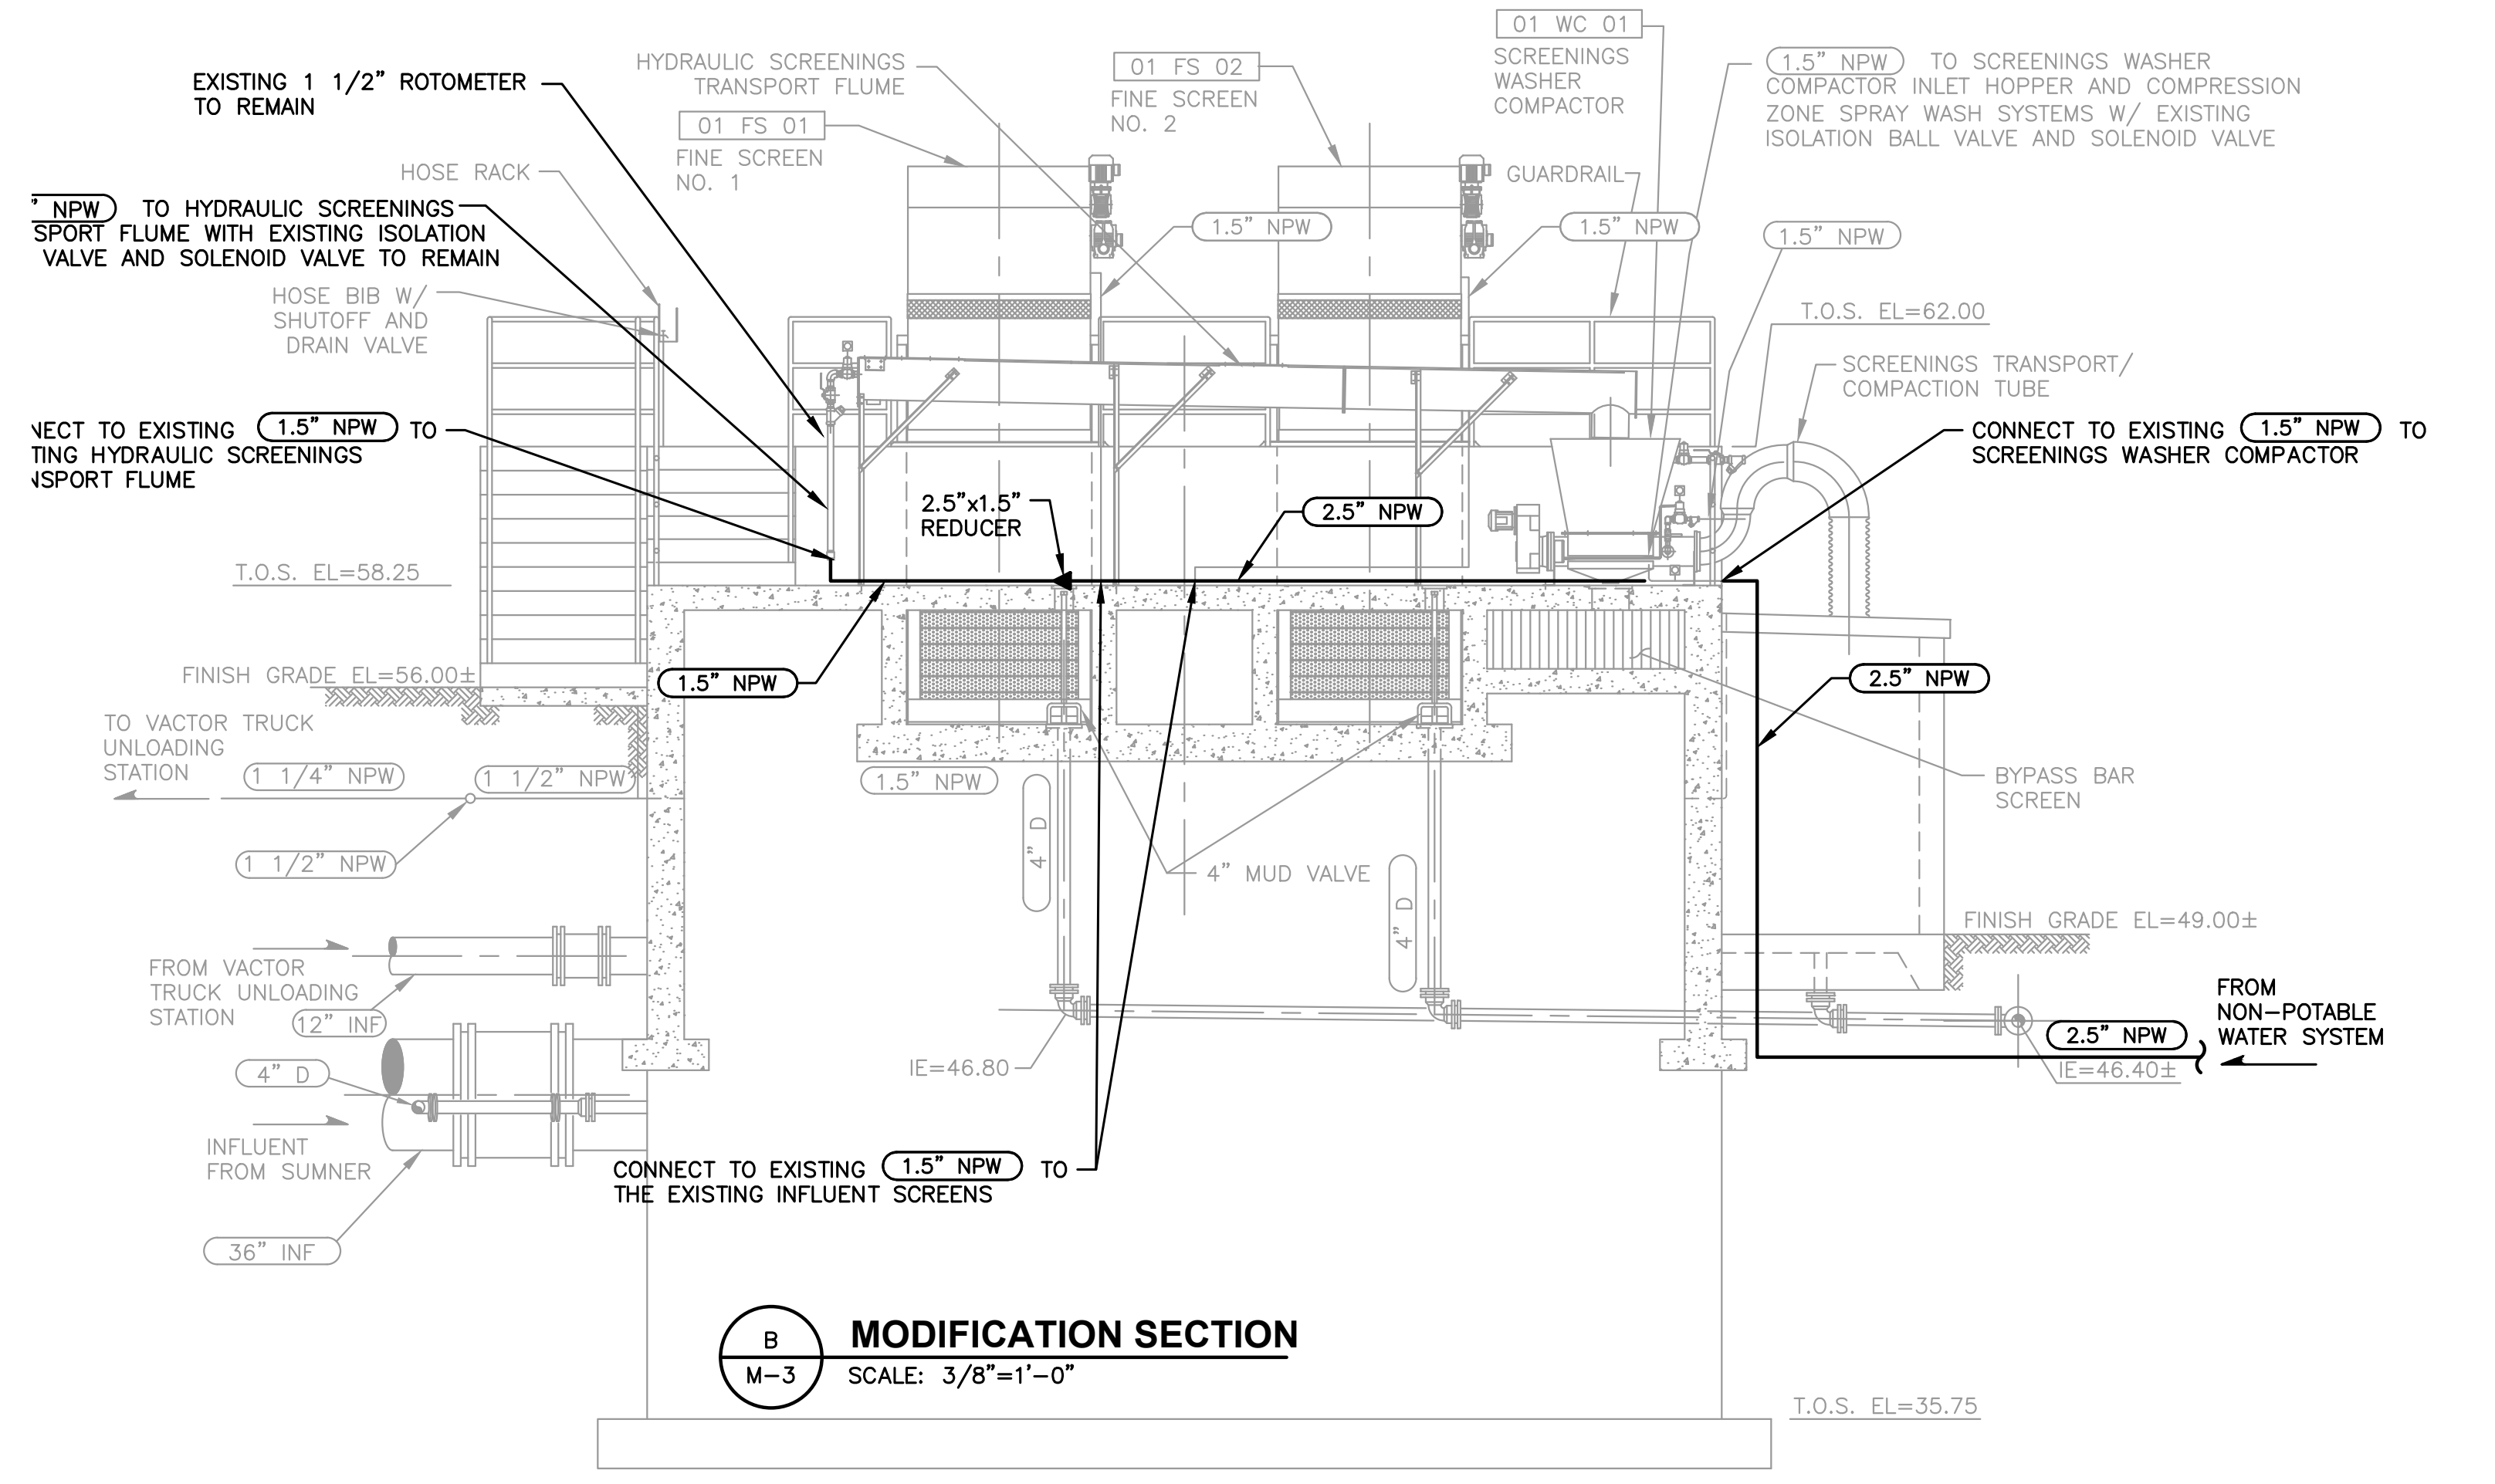 01 WC 01
SCREENINGS
WASHER
COMPACTOR
HYDRAULIC SCREENINGS
TRANSPORT FLUME
01 FS 02
FINE SCREEN
NO. 2
1.5" NPW TO SCREENINGS WASHER
COMPACTOR INLET HOPPER AND COMPRESSION
ZONE SPRAY WASH SYSTEMS W/ EXISTING
ISOLATION BALL VALVE AND SOLENOID VALVE
EXISTING 1 1/2" ROTOMETER
TO REMAIN
01 FS 01
FINE SCREEN
NO. 1
HOSE RACK
GUARDRAIL
" NPW TO HYDRAULIC SCREENINGS
SPORT FLUME WITH EXISTING ISOLATION
VALVE AND SOLENOID VALVE TO REMAIN
1.5" NPW
1.5" NPW
1.5" NPW
HOSE BIB W/
SHUTOFF AND
DRAIN VALVE
T.O.S. EL=62.00
SCREENINGS TRANSPORT/
COMPACTION TUBE
NECT TO EXISTING 1.5" NPW TO
TING HYDRAULIC SCREENINGS
NSPORT FLUME
CONNECT TO EXISTING 1.5" NPW TO
SCREENINGS WASHER COMPACTOR
2.5"x1.5"
REDUCER
2.5" NPW
T.O.S. EL=58.25
FINISH GRADE EL=56.00±
1.5" NPW
2.5" NPW
TO VACTOR TRUCK
UNLOADING
STATION
1 1/4" NPW
1 1/2" NPW
1.5" NPW
BYPASS BAR
SCREEN
4" D
1 1/2" NPW
4" MUD VALVE
4" D
FINISH GRADE EL=49.00±
FROM VACTOR
TRUCK UNLOADING
STATION
12" INF
FROM
NON-POTABLE
WATER SYSTEM
2.5" NPW
4" D
IE=46.80
IE=46.40±
INFLUENT
FROM SUMNER
CONNECT TO EXISTING 1.5" NPW TO
THE EXISTING INFLUENT SCREENS
36" INF
B
M-3
MODIFICATION SECTION
SCALE: 3/8"=1'-0"
T.O.S. EL=35.75